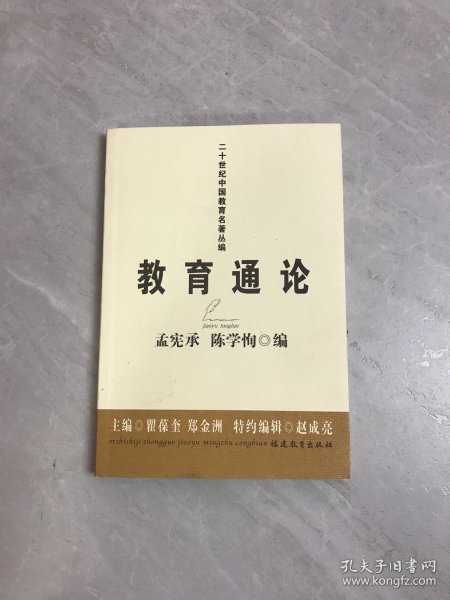 二十世纪中国教育名著丛编
教育通论
jiaoyu tonglun
孟宪承 陈学恂◎编
主编◎瞿葆奎 郑金洲 特约编辑◎赵成亮
ershishiji zhongguo jiaoyu mingzhu congbian 福建教育出版社
孔夫子旧书网
www.kongfz.com